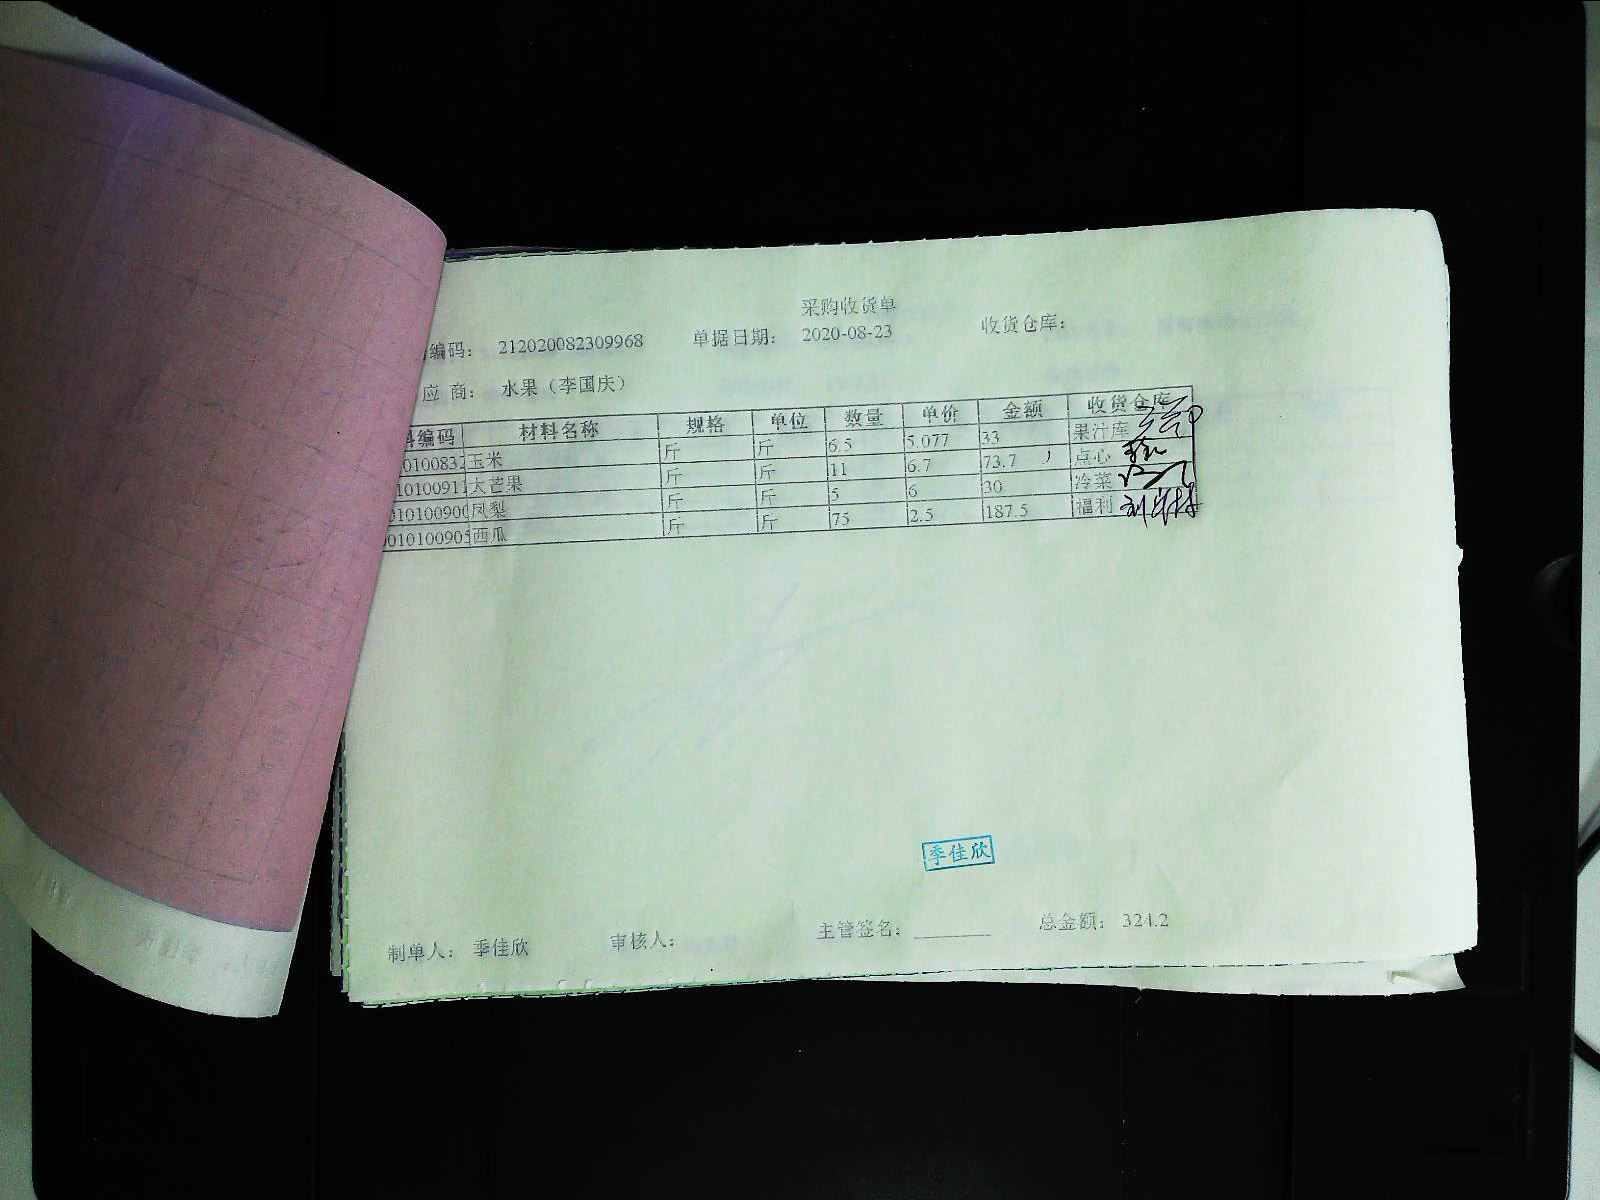 采购收货单
编码： 212020082309968 单据日期： 2020-08-23 收货仓库：
应 商： 水果（李国庆）
料编码 材料名称 规格 单位 数量 单价 金额 收货仓库
0100832 玉米 斤 斤 6.5 5.077 33 果汁库
010100911 大芒果 斤 斤 11 6.7 73.7 点心
010100900 凤梨 斤 斤 5 6 30 冷菜
010100905 西瓜 斤 斤 75 2.5 187.5 福利
季佳欣
制单人： 季佳欣 审核人： 主管签名： 总金额： 324.2